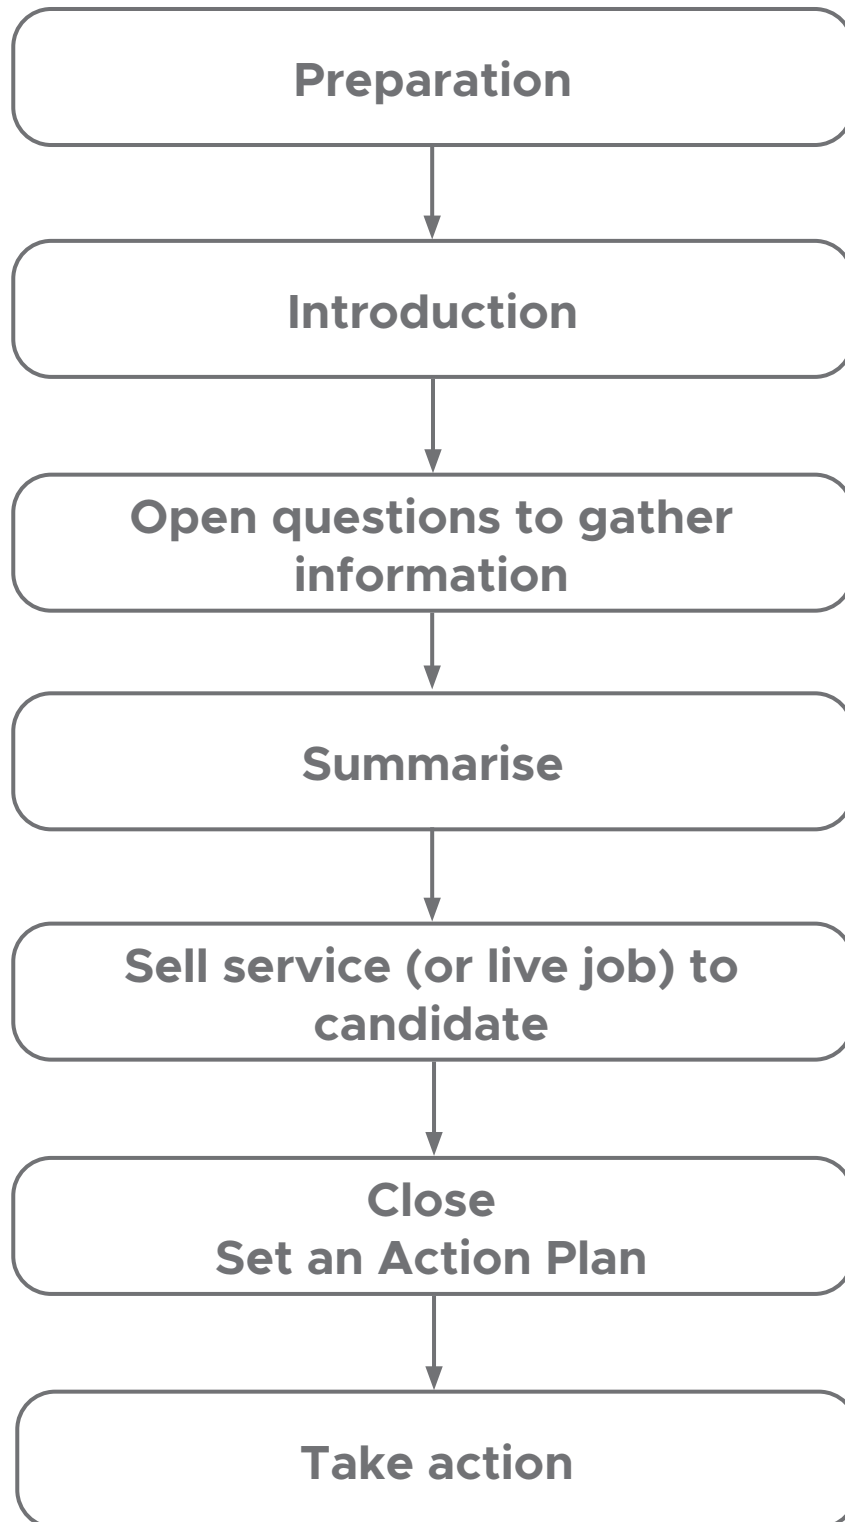 Preparation
Introduction
Open questions to gather
information
Summarise
Sell service (or live job) to
candidate
Close
Set an Action Plan
Take action